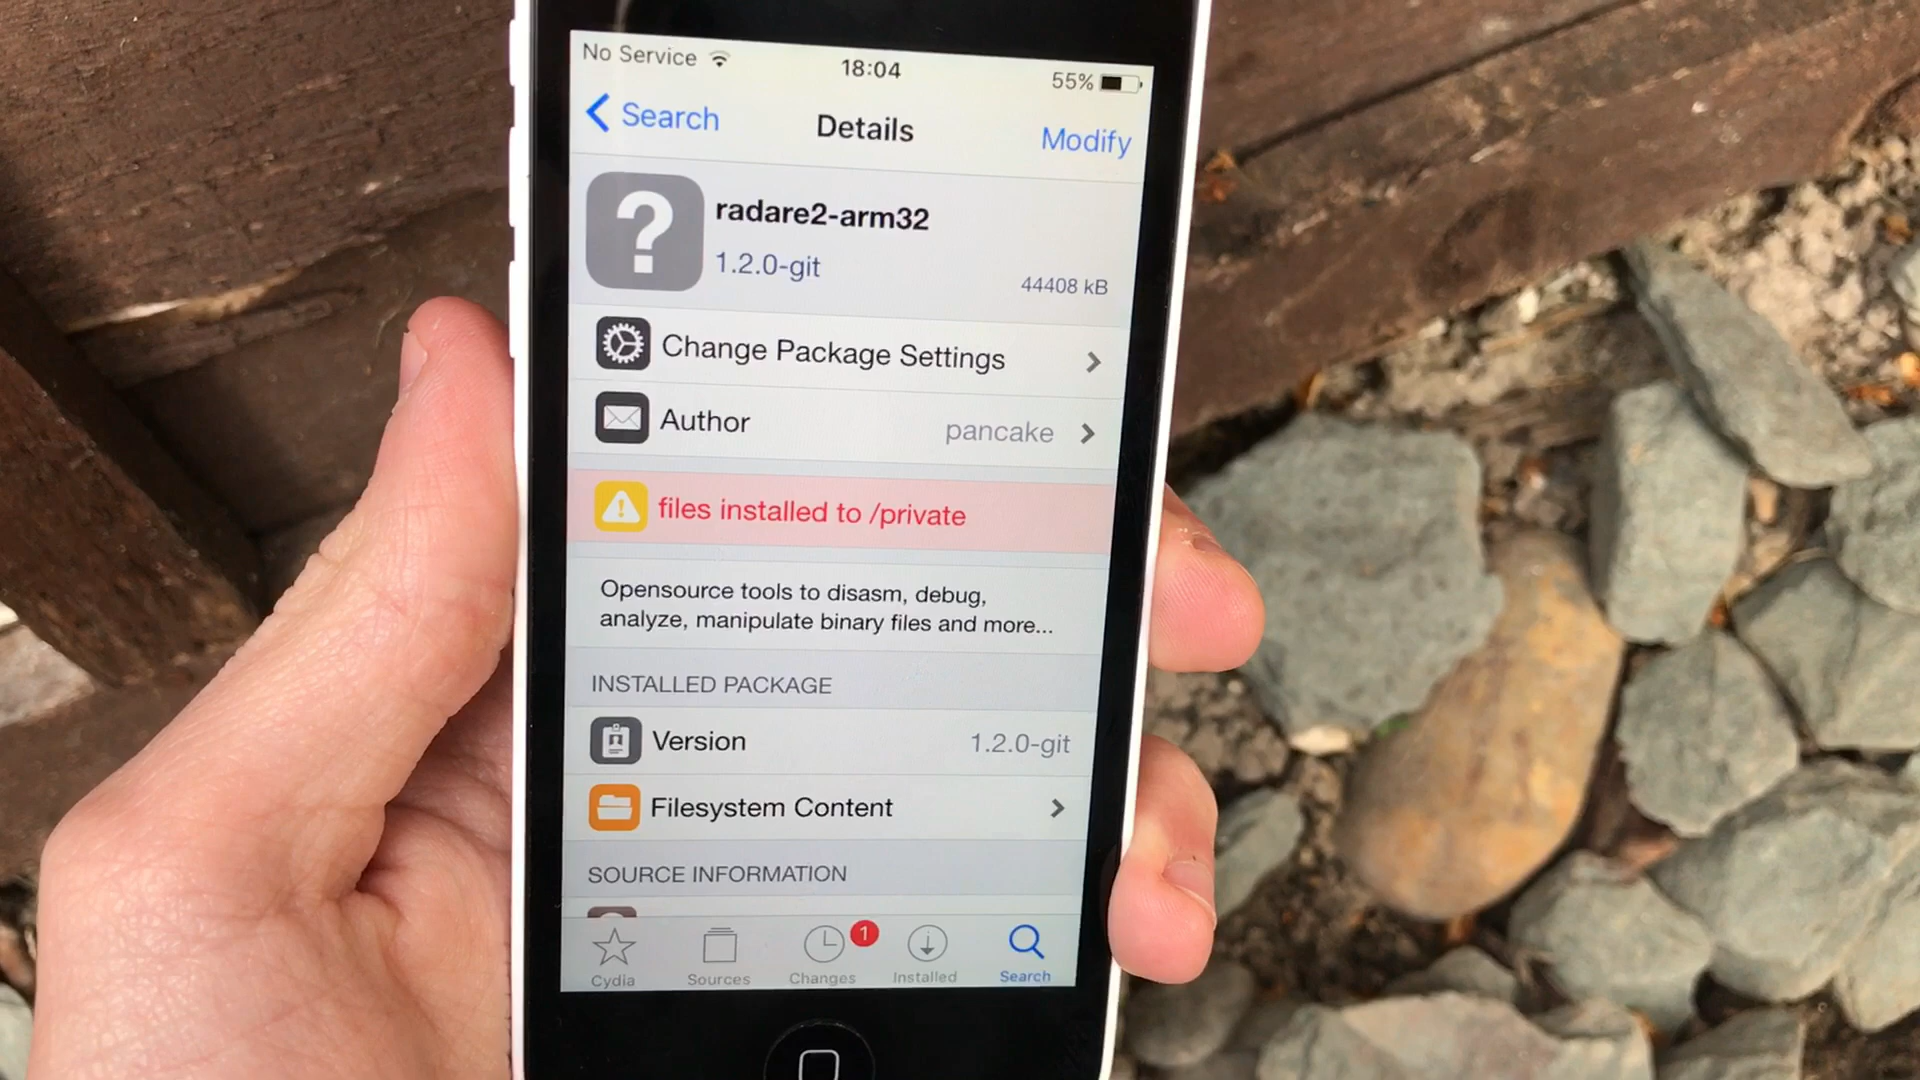 No Service 18:04 55%
Search Details Modify
?
radare2-arm32
1.2.0-git 44408 kB
Change Package Settings
Author pancake
files installed to /private
Opensource tools to disasm, debug,
analyze, manipulate binary files and more...
INSTALLED PACKAGE
Version 1.2.0-git
Filesystem Content
SOURCE INFORMATION
1
Cydia Sources Changes Installed Search